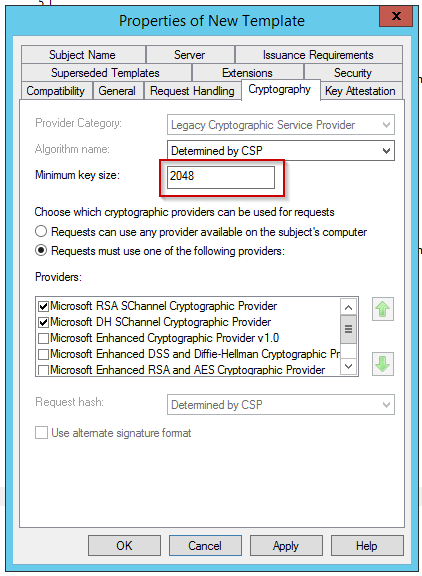 Properties of New Template
x
Subject Name Server Issuance Requirements
Superseded Templates Extensions Security
Compatibility General Request Handling Cryptography Key Attestation
Provider Category: Legacy Cryptographic Service Provider
Algorithm name: Determined by CSP
Minimum key size: 2048
Choose which cryptographic providers can be used for requests
Requests can use any provider available on the subject's computer
Requests must use one of the following providers:
Providers:
Microsoft RSA SChannel Cryptographic Provider
Microsoft DH SChannel Cryptographic Provider
Microsoft Enhanced Cryptographic Provider v1.0
Microsoft Enhanced DSS and Diffie-Hellman Cryptographic Pr
Microsoft Enhanced RSA and AES Cryptographic Provider
Request hash: Determined by CSP
Use alternate signature format
OK Cancel Apply Help